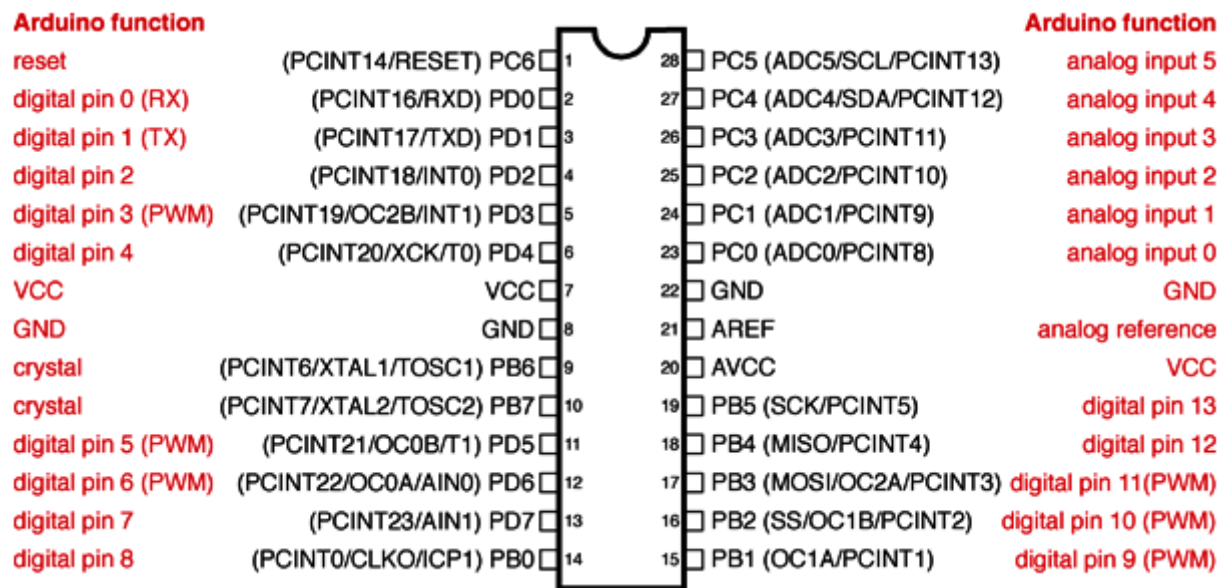 Arduino function Arduino function
reset (PCINT14/RESET) PC6 1 28 PC5 (ADC5/SCL/PCINT13) analog input 5
digital pin 0 (RX) (PCINT16/RXD) PD0 2 27 PC4 (ADC4/SDA/PCINT12) analog input 4
digital pin 1 (TX) (PCINT17/TXD) PD1 3 26 PC3 (ADC3/PCINT11) analog input 3
digital pin 2 (PCINT18/INT0) PD2 4 25 PC2 (ADC2/PCINT10) analog input 2
digital pin 3 (PWM) (PCINT19/OC2B/INT1) PD3 5 24 PC1 (ADC1/PCINT9) analog input 1
digital pin 4 (PCINT20/XCK/T0) PD4 6 23 PC0 (ADC0/PCINT8) analog input 0
VCC VCC 7 22 GND GND
GND GND 8 21 AREF analog reference
crystal (PCINT6/XTAL1/TOSC1) PB6 9 20 AVCC VCC
crystal (PCINT7/XTAL2/TOSC2) PB7 10 19 PB5 (SCK/PCINT5) digital pin 13
digital pin 5 (PWM) (PCINT21/OC0B/T1) PD5 11 18 PB4 (MISO/PCINT4) digital pin 12
digital pin 6 (PWM) (PCINT22/OC0A/AIN0) PD6 12 17 PB3 (MOSI/OC2A/PCINT3) digital pin 11(PWM)
digital pin 7 (PCINT23/AIN1) PD7 13 16 PB2 (SS/OC1B/PCINT2) digital pin 10 (PWM)
digital pin 8 (PCINT0/CLKO/ICP1) PB0 14 15 PB1 (OC1A/PCINT1) digital pin 9 (PWM)